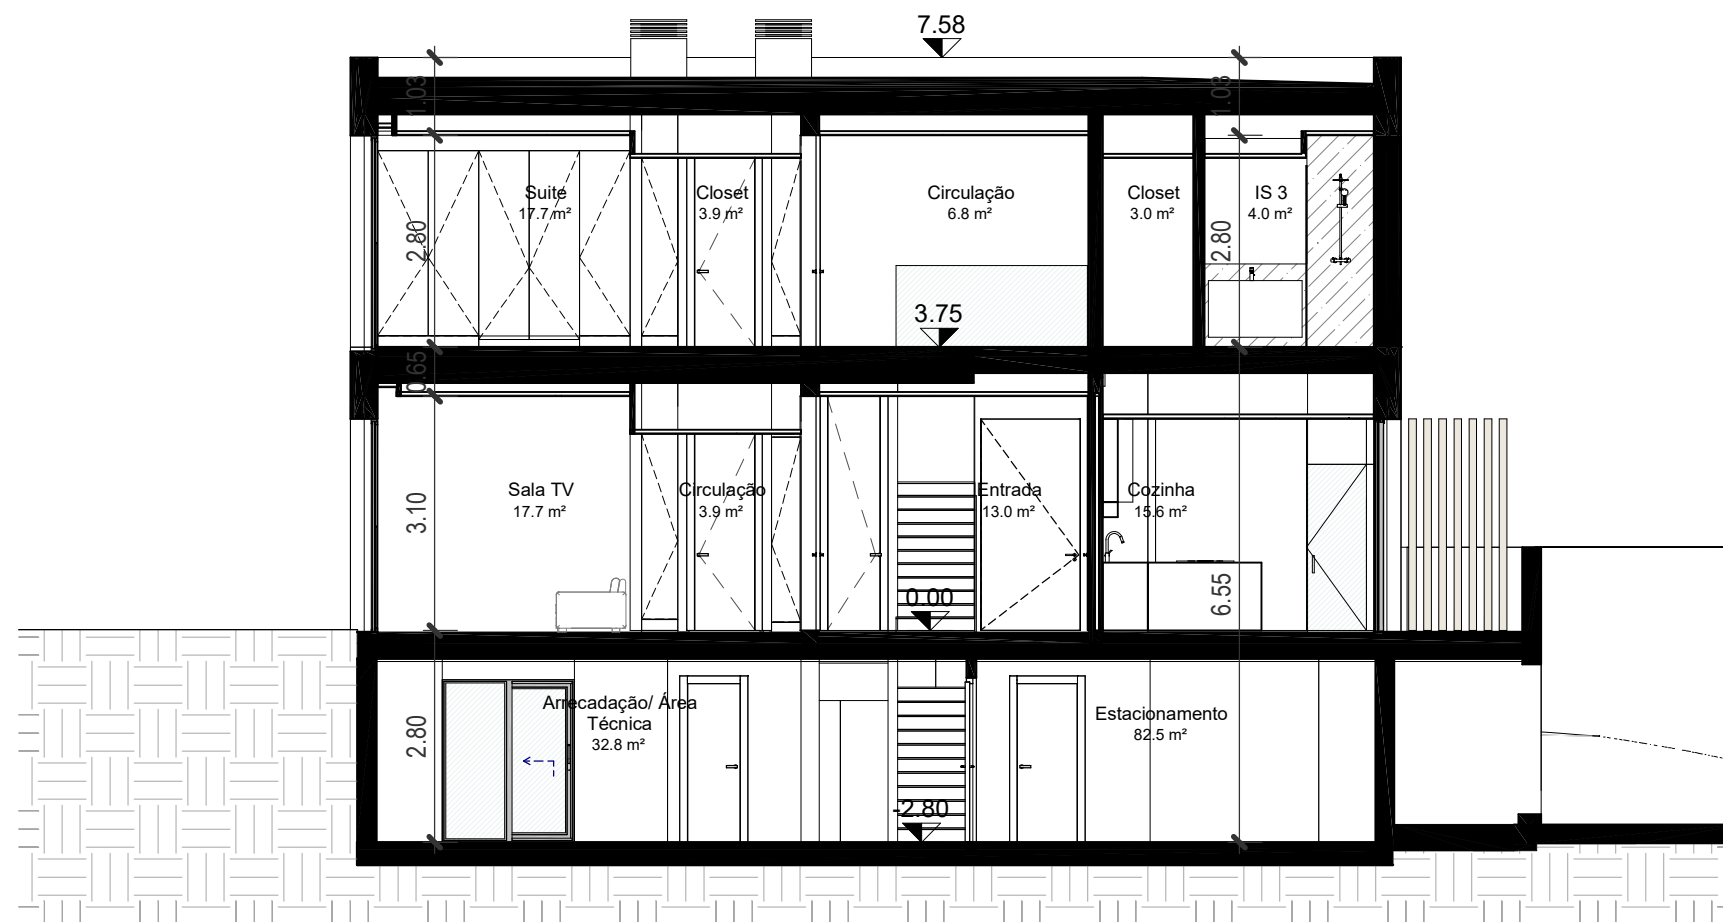 7.58
1.03
1.03
Suite
17.7 m²
Closet
3.9 m²
Circulação
6.8 m²
Closet
3.0 m²
IS 3
4.0 m²
2.80
2.80
3.75
0.65
Sala TV
17.7 m²
Circulação
3.9 m²
Entrada
13.0 m²
Cozinha
15.6 m²
3.10
6.55
0.00
Arrecadação/ Área
Técnica
32.8 m²
Estacionamento
82.5 m²
2.80
-2.80